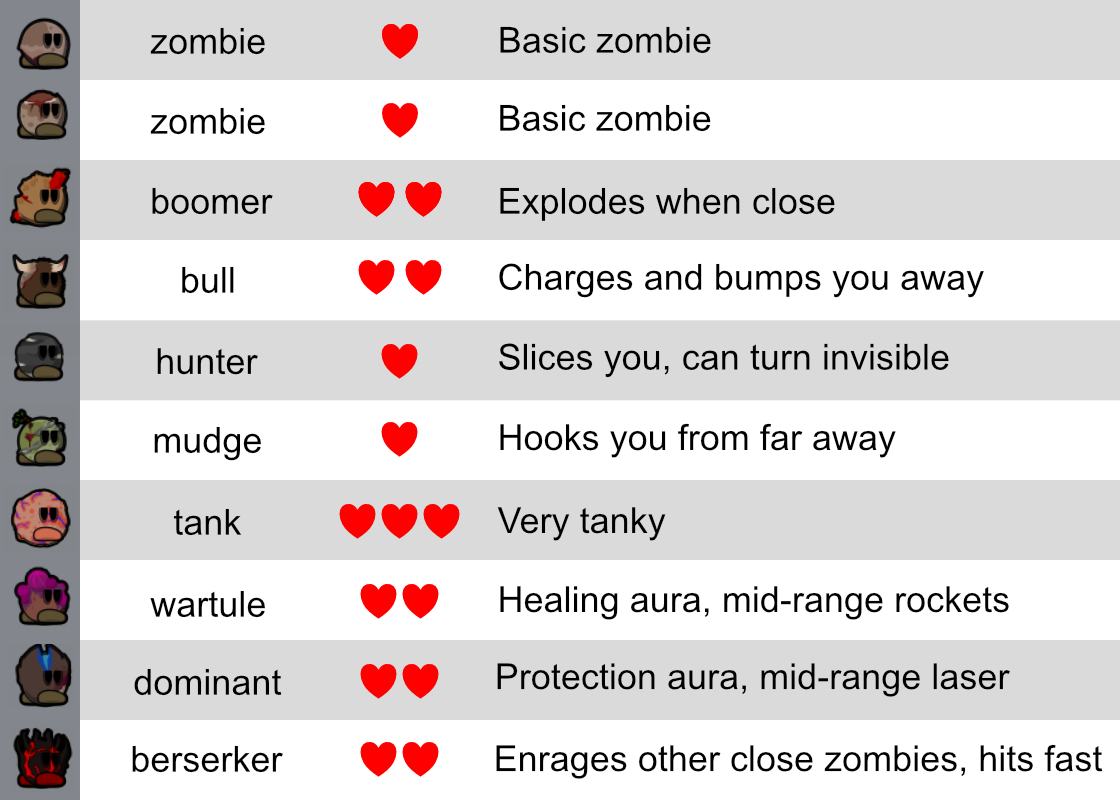 zombie Basic zombie
zombie Basic zombie
boomer Explodes when close
bull Charges and bumps you away
hunter Slices you, can turn invisible
mudge Hooks you from far away
tank Very tanky
wartule Healing aura, mid-range rockets
dominant Protection aura, mid-range laser
berserker Enrages other close zombies, hits fast